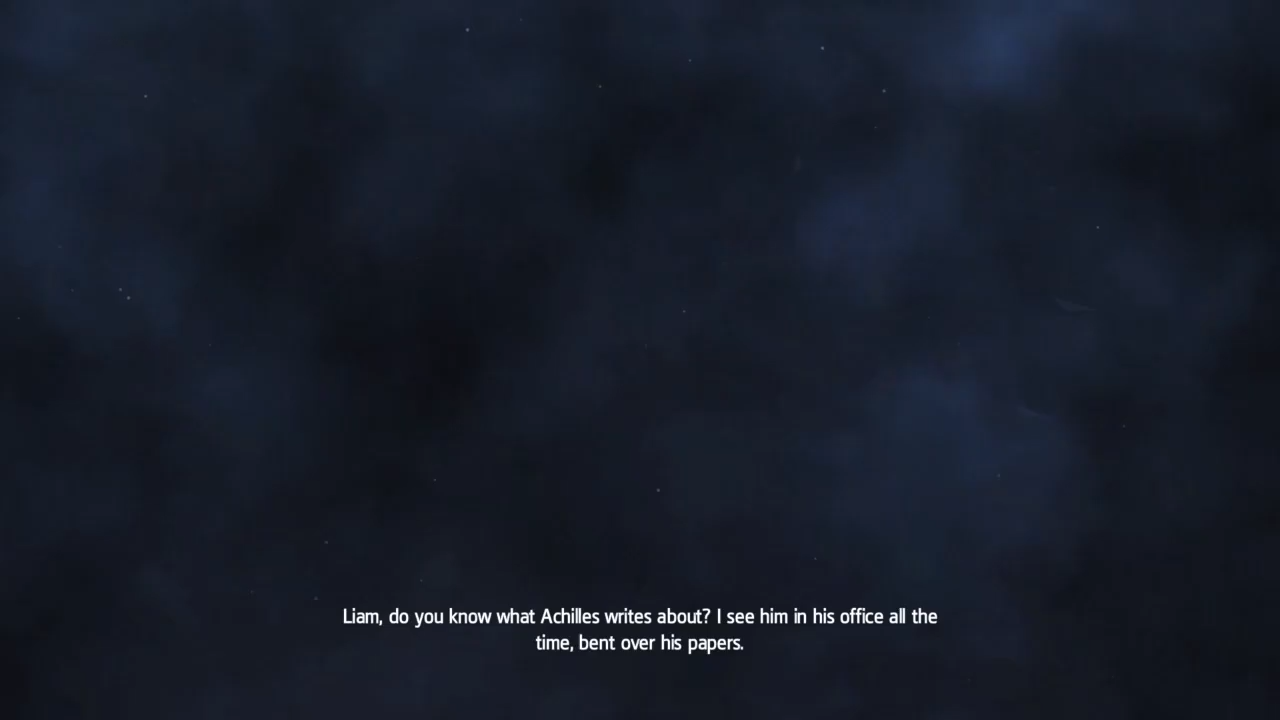 Liam, do you know what Achilles writes about? I see him in his office all the
time, bent over his papers.